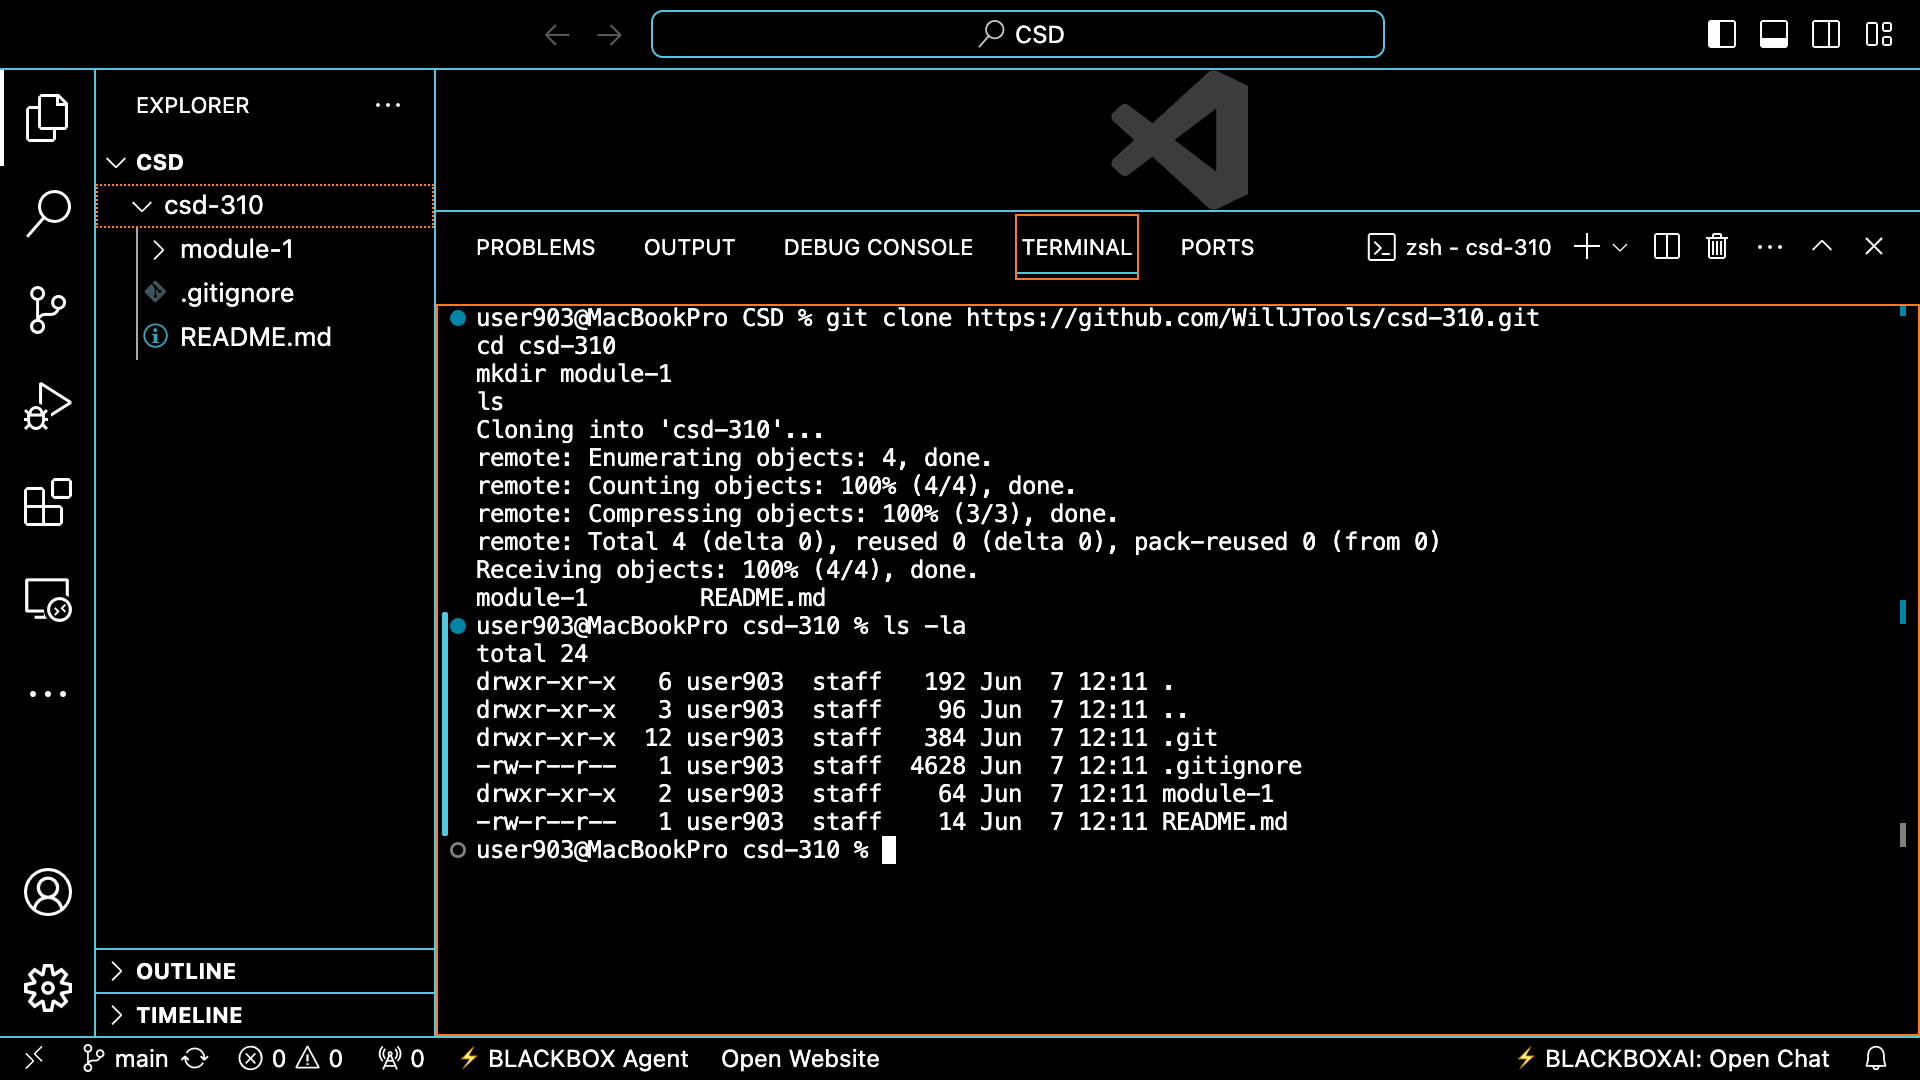 CSD
EXPLORER
CSD
csd-310
module-1
.gitignore
README.md
OUTLINE
TIMELINE
PROBLEMS OUTPUT DEBUG CONSOLE TERMINAL PORTS zsh - csd-310
user903@MacBookPro CSD % git clone https://github.com/WillJTools/csd-310.git
cd csd-310
mkdir module-1
ls
Cloning into 'csd-310'...
remote: Enumerating objects: 4, done.
remote: Counting objects: 100% (4/4), done.
remote: Compressing objects: 100% (3/3), done.
remote: Total 4 (delta 0), reused 0 (delta 0), pack-reused 0 (from 0)
Receiving objects: 100% (4/4), done.
module-1        README.md
user903@MacBookPro csd-310 % ls -la
total 24
drwxr-xr-x   6 user903  staff   192 Jun  7 12:11 .
drwxr-xr-x   3 user903  staff    96 Jun  7 12:11 ..
drwxr-xr-x  12 user903  staff   384 Jun  7 12:11 .git
-rw-r--r--   1 user903  staff  4628 Jun  7 12:11 .gitignore
drwxr-xr-x   2 user903  staff    64 Jun  7 12:11 module-1
-rw-r--r--   1 user903  staff    14 Jun  7 12:11 README.md
user903@MacBookPro csd-310 %
main 0 0 0 BLACKBOX Agent Open Website BLACKBOXAI: Open Chat